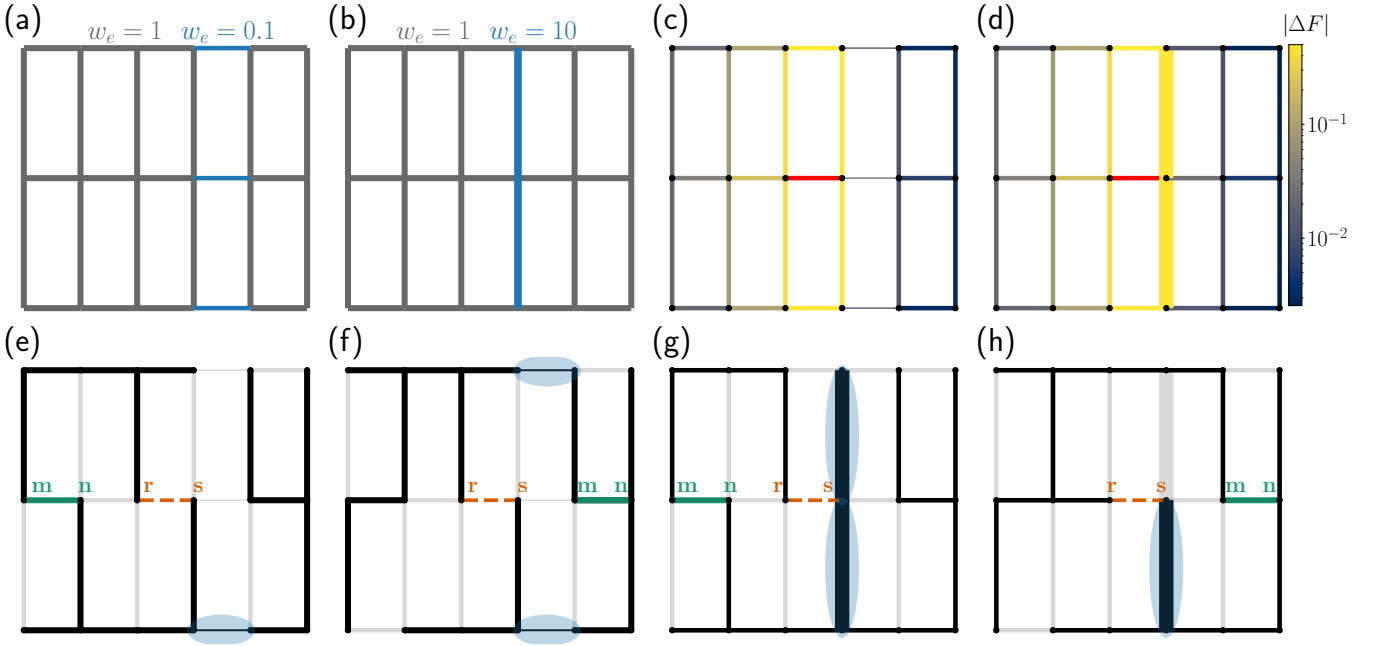 (a)
w_e = 1 w_e = 0.1
(b)
w_e = 1 w_e = 10
(c)
(d)
|ΔF|
10⁻¹
10⁻²
(e)
m n r s
(f)
r s m n
(g)
m n r s
(h)
r s m n